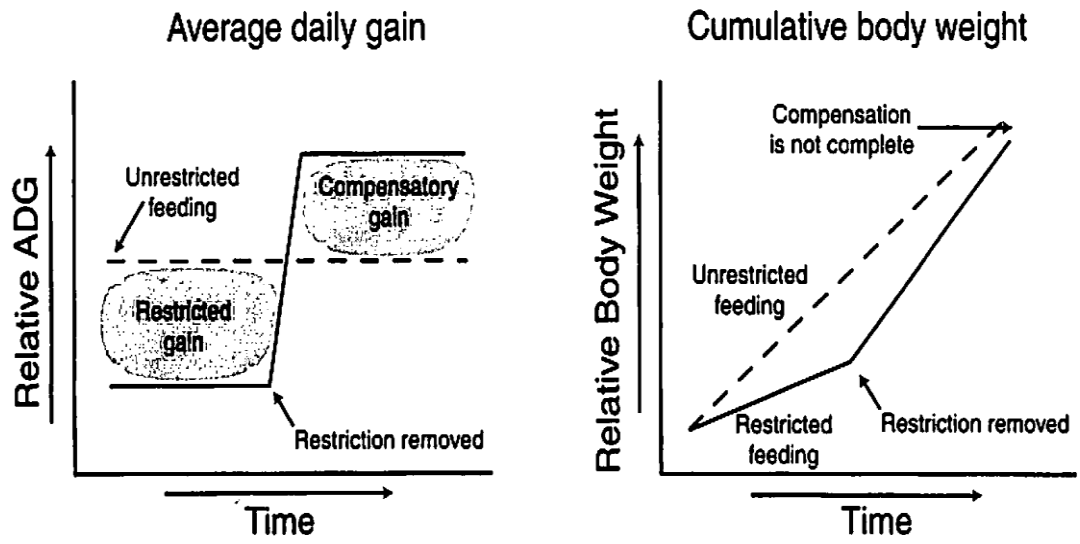 Average daily gain
Relative ADG
Unrestricted
feeding
Compensatory
gain
Restricted
gain
Restriction removed
Time
Cumulative body weight
Relative Body Weight
Compensation
is not complete
Unrestricted
feeding
Restricted
feeding
Restriction removed
Time